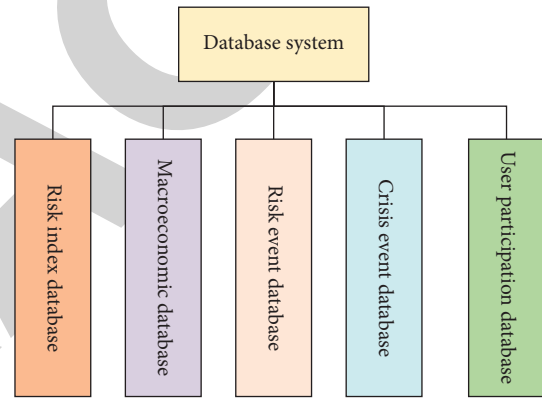 Database system
Risk index database
Macroeconomic database
Risk event database
Crisis event database
User participation database